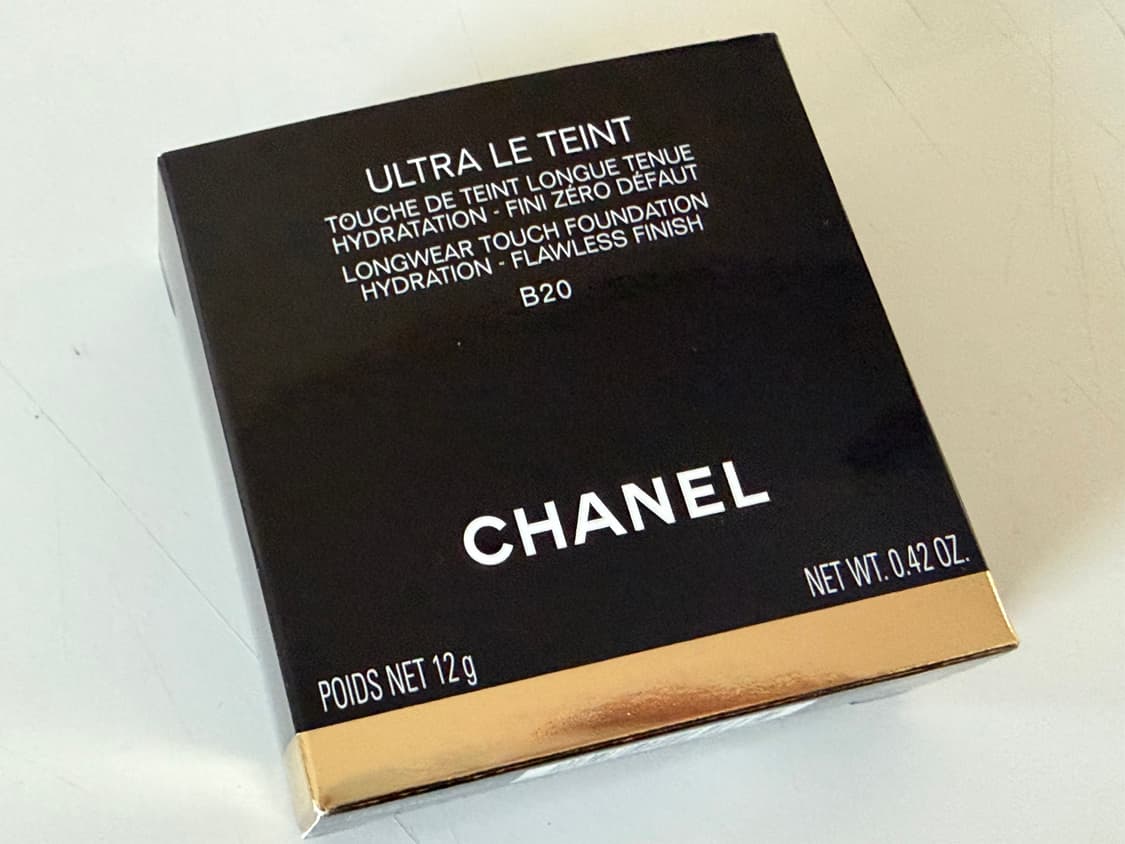 ULTRA LE TEINT
TOUCHE DE TEINT LONGUE TENUE
HYDRATATION - FINI ZÉRO DÉFAUT
LONGWEAR TOUCH FOUNDATION
HYDRATION - FLAWLESS FINISH
B20
CHANEL
NET WT. 0.42 OZ.
POIDS NET 12 g